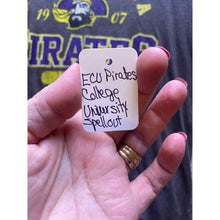 19 07
PIRATES
ECU Pirates
College
University
Spellout